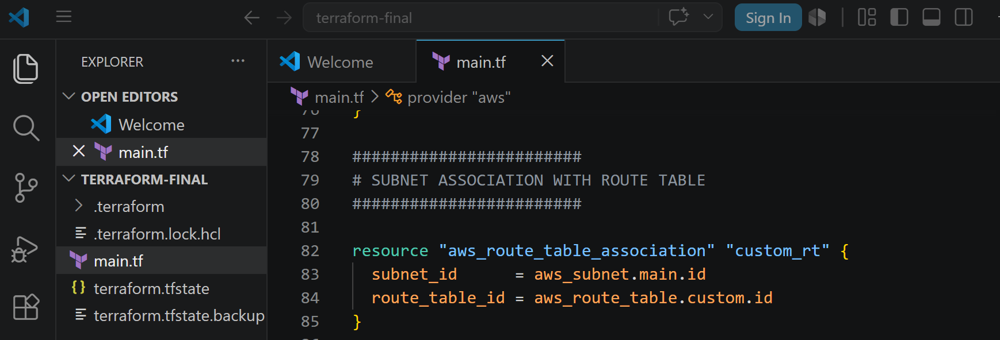 terraform-final
Sign In
EXPLORER
OPEN EDITORS
Welcome
main.tf
TERRAFORM-FINAL
.terraform
.terraform.lock.hcl
main.tf
terraform.tfstate
terraform.tfstate.backup
Welcome
main.tf
main.tf > provider "aws"
76 }
77
78 ########################
79 # SUBNET ASSOCIATION WITH ROUTE TABLE
80 ########################
81
82 resource "aws_route_table_association" "custom_rt" {
83   subnet_id      = aws_subnet.main.id
84   route_table_id = aws_route_table.custom.id
85 }